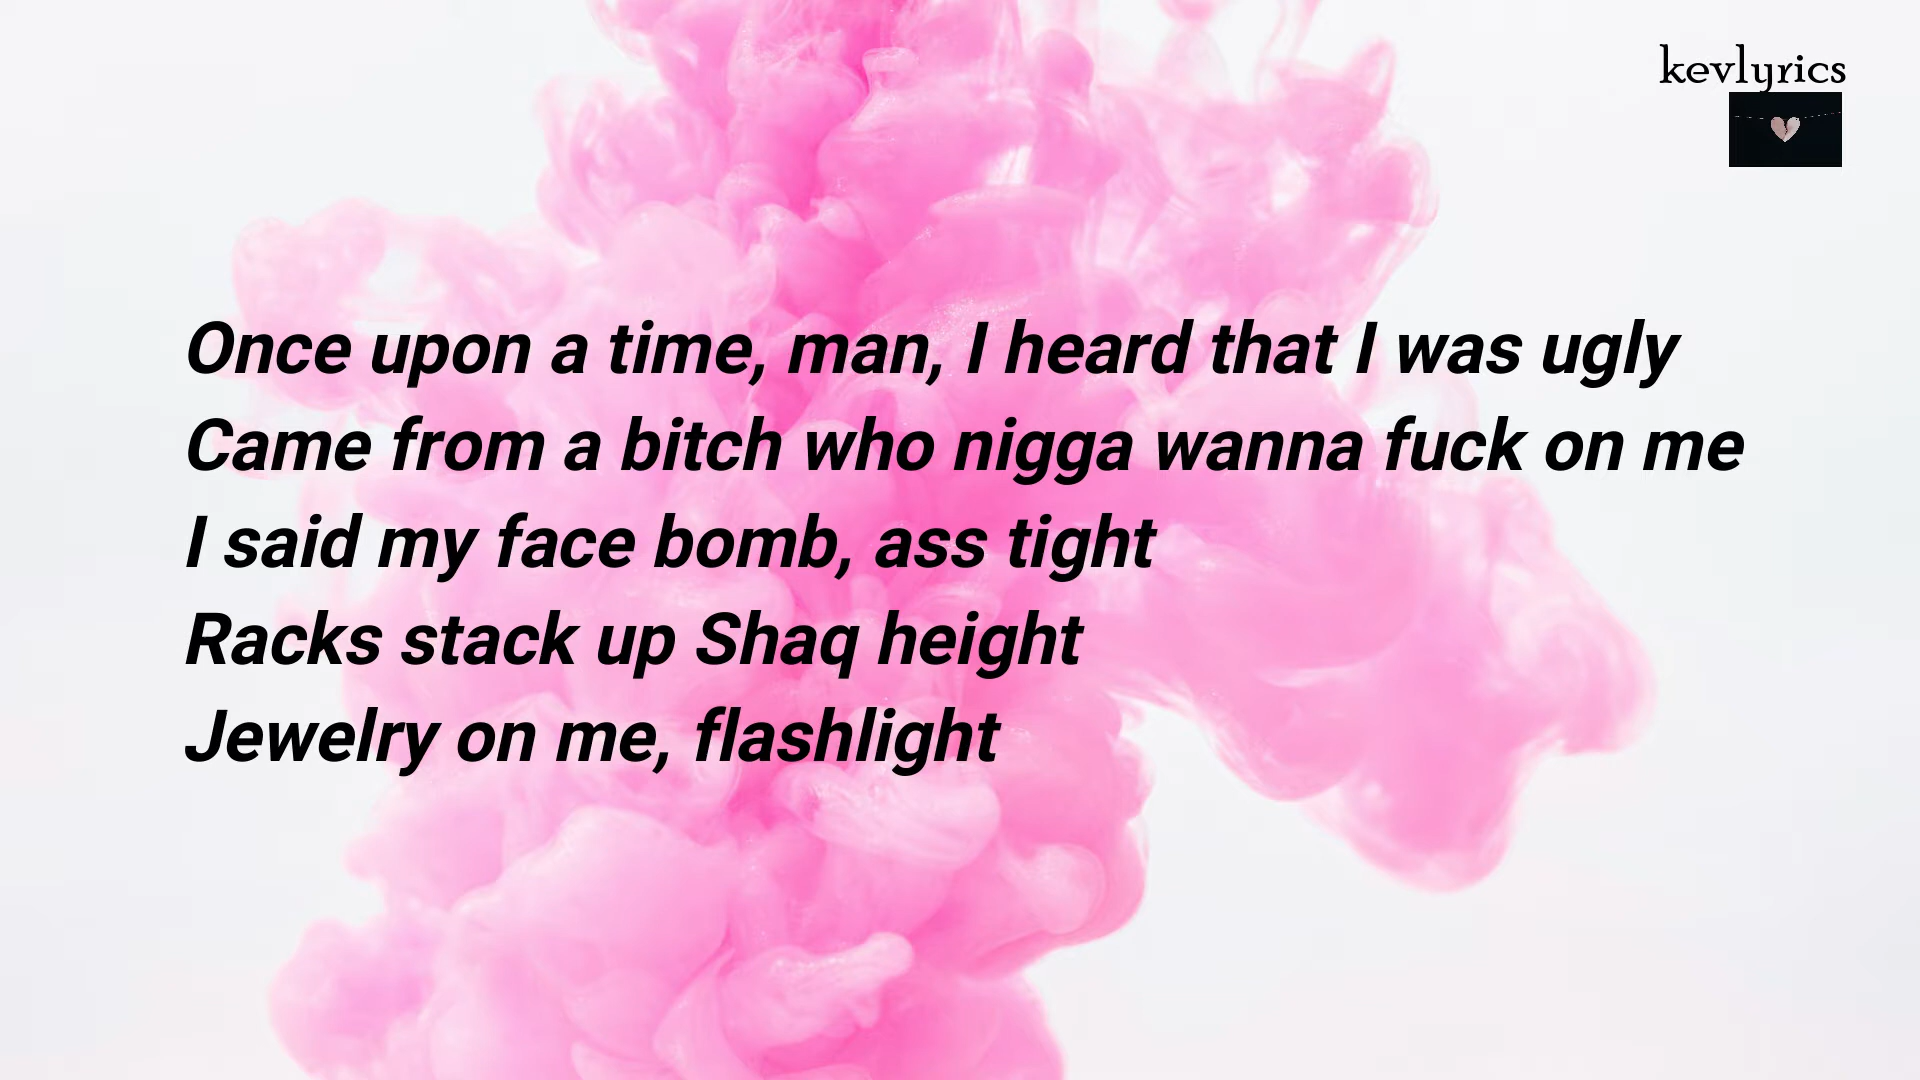 kevlyrics
Once upon a time, man, I heard that I was ugly
Came from a bitch who nigga wanna fuck on me
I said my face bomb, ass tight
Racks stack up Shaq height
Jewelry on me, flashlight